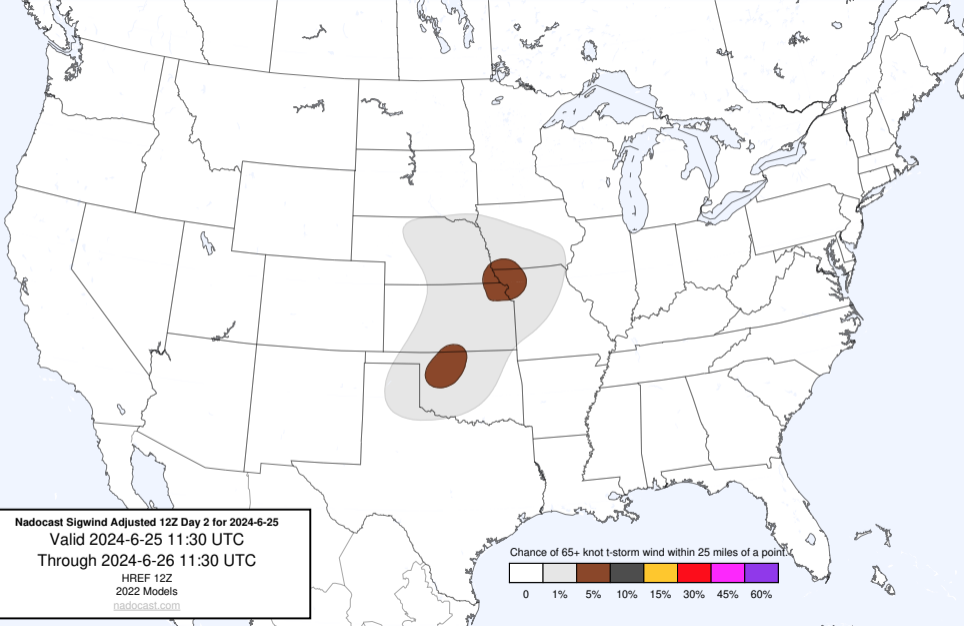 Nadocast Sigwind Adjusted 12Z Day 2 for 2024-6-25
Valid 2024-6-25 11:30 UTC
Through 2024-6-26 11:30 UTC
HREF 12Z
2022 Models
nadocast.com
Chance of 65+ knot t-storm wind within 25 miles of a point.
0 1% 5% 10% 15% 30% 45% 60%